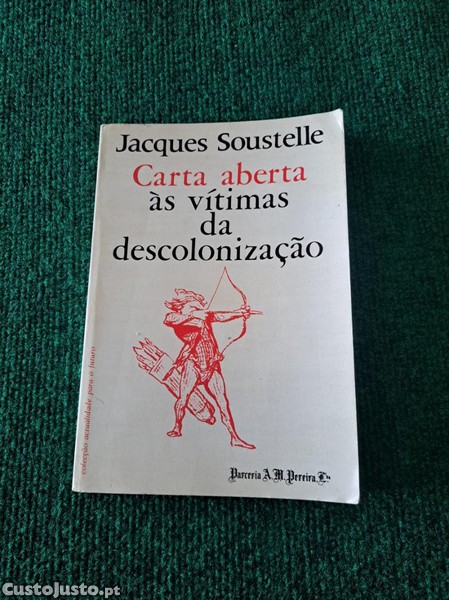 Jacques Soustelle
Carta aberta
às vítimas
da
descolonização
colecção actualidade para o futuro
Parceria A. M. Pereira, L.da
CustoJusto.pt